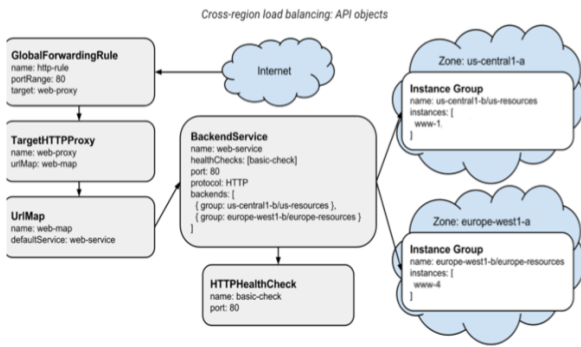 Cross-region load balancing: API objects
GlobalForwardingRule
name: http-rule
portRange: 80
target: web-proxy
Internet
TargetHTTPProxy
name: web-proxy
urlMap: web-map
UrlMap
name: web-map
defaultService: web-service
BackendService
name: web-service
healthChecks: [basic-check]
port: 80
protocol: HTTP
backends: [
{ group: us-central1-b/us-resources },
{ group: europe-west1-b/europe-resources }
]
HTTPHealthCheck
name: basic-check
port: 80
Zone: us-central1-a
Instance Group
name: us-central1-b/us-resources
instances: [
www-1.
]
Zone: europe-west1-a
Instance Group
name: europe-west1-b/europe-resources
instances: [
www-4
]